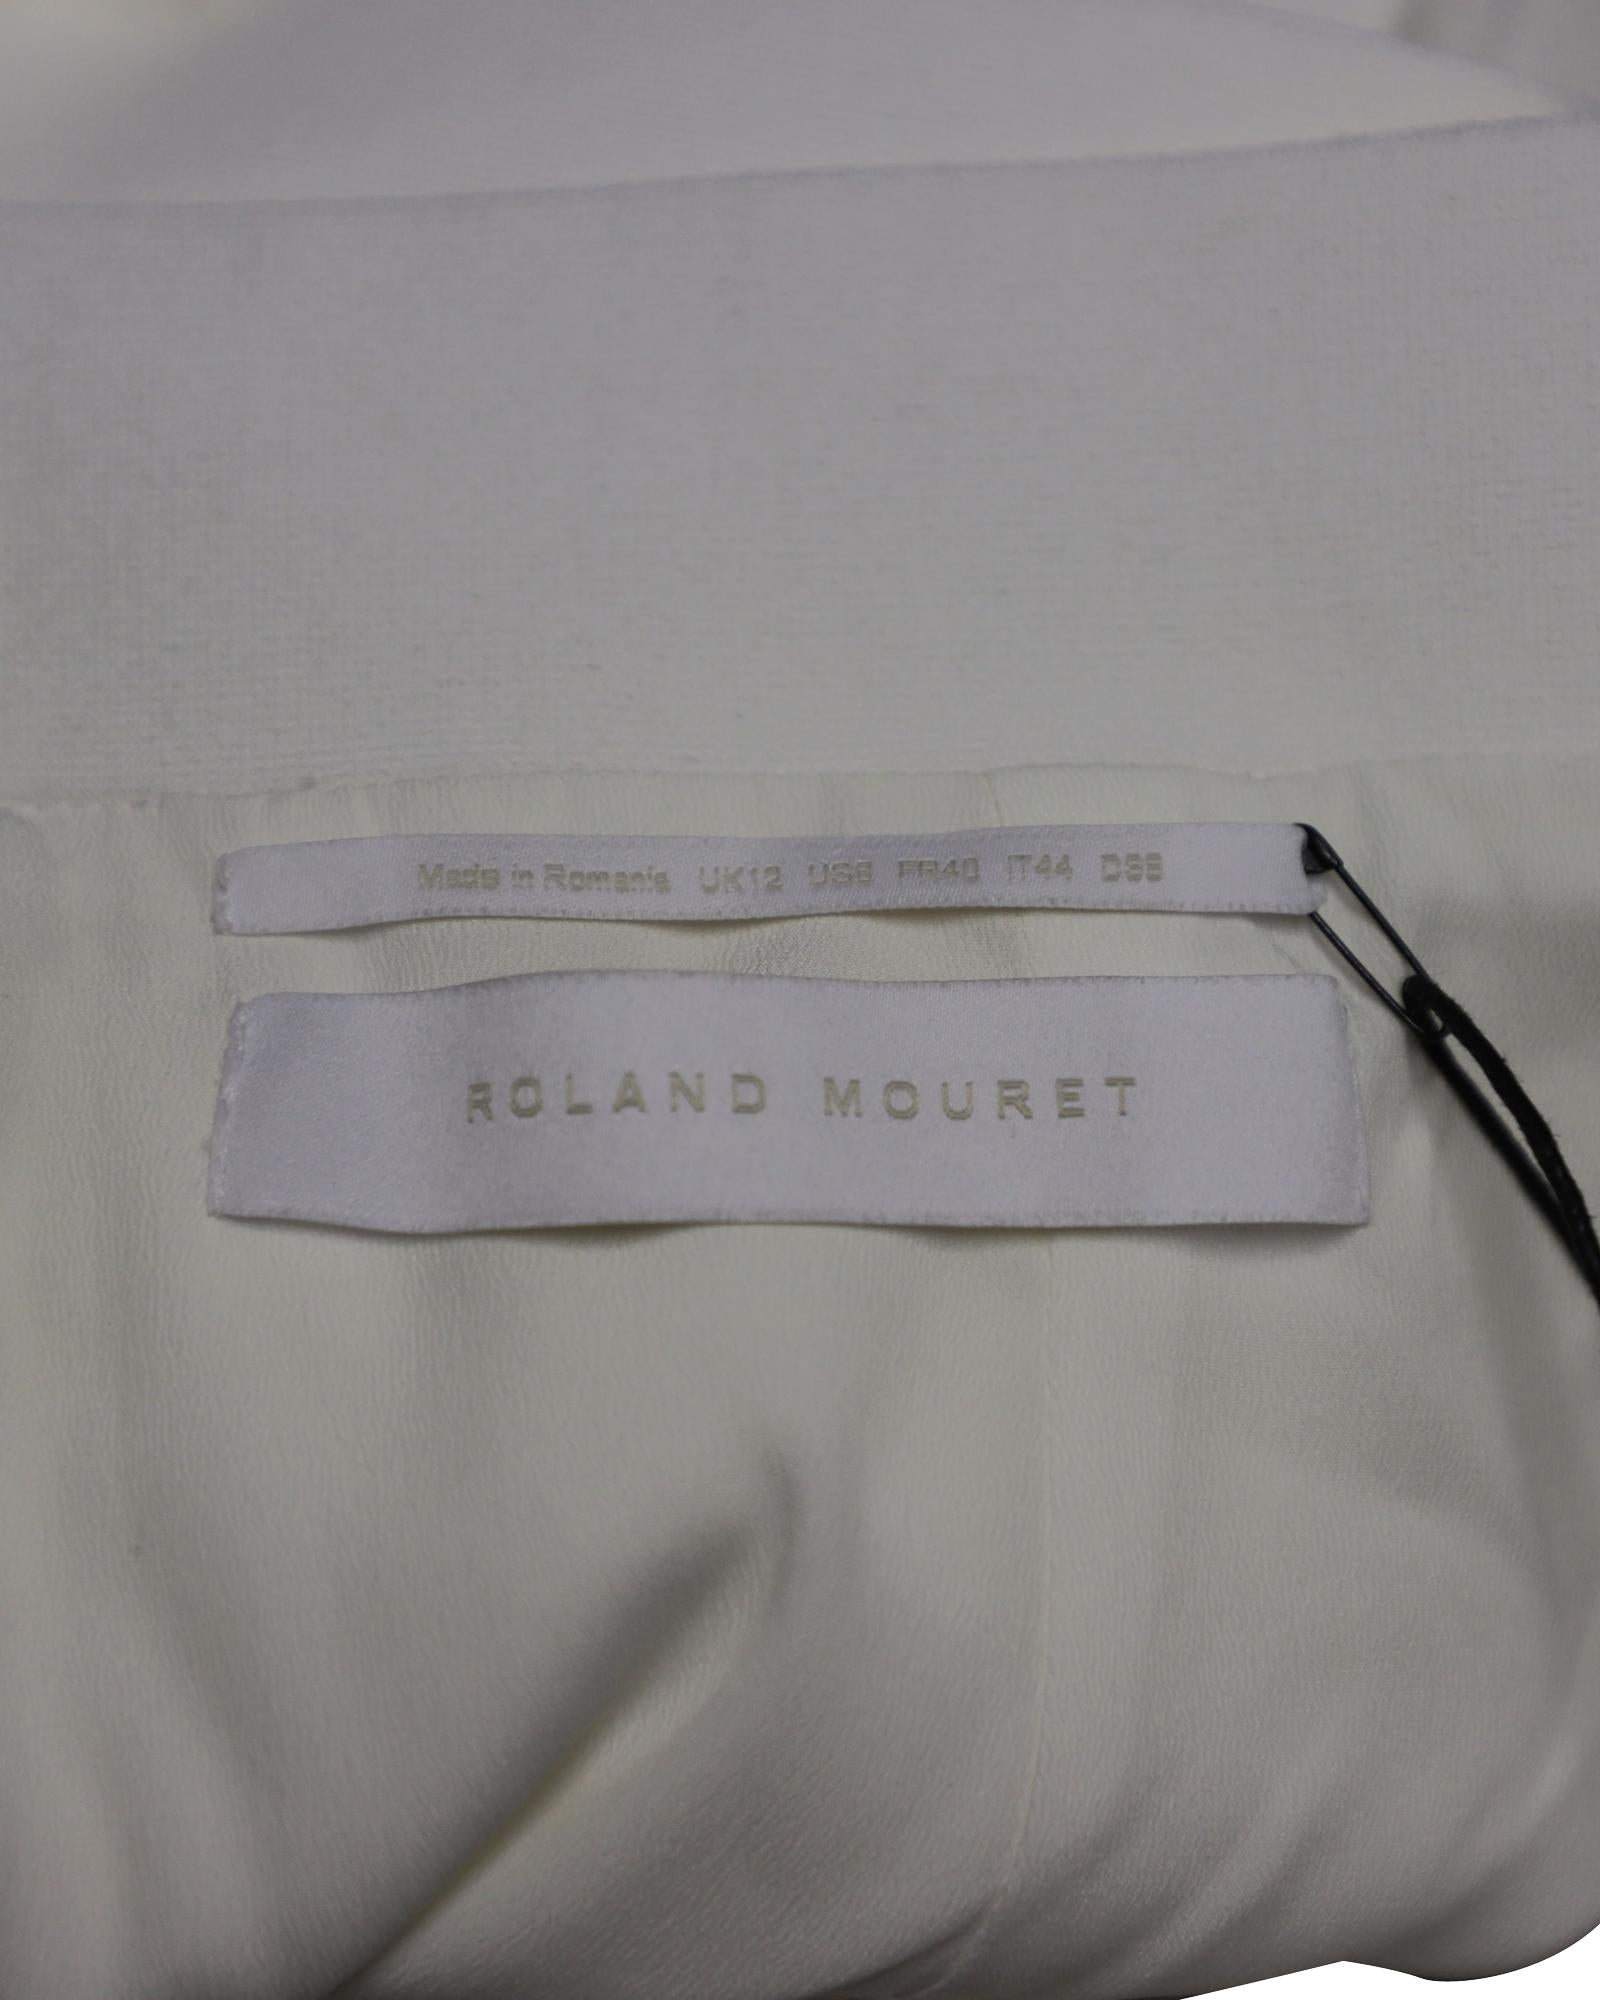 Made in Romania UK12 US8 FR40 IT44 D38
ROLAND MOURET